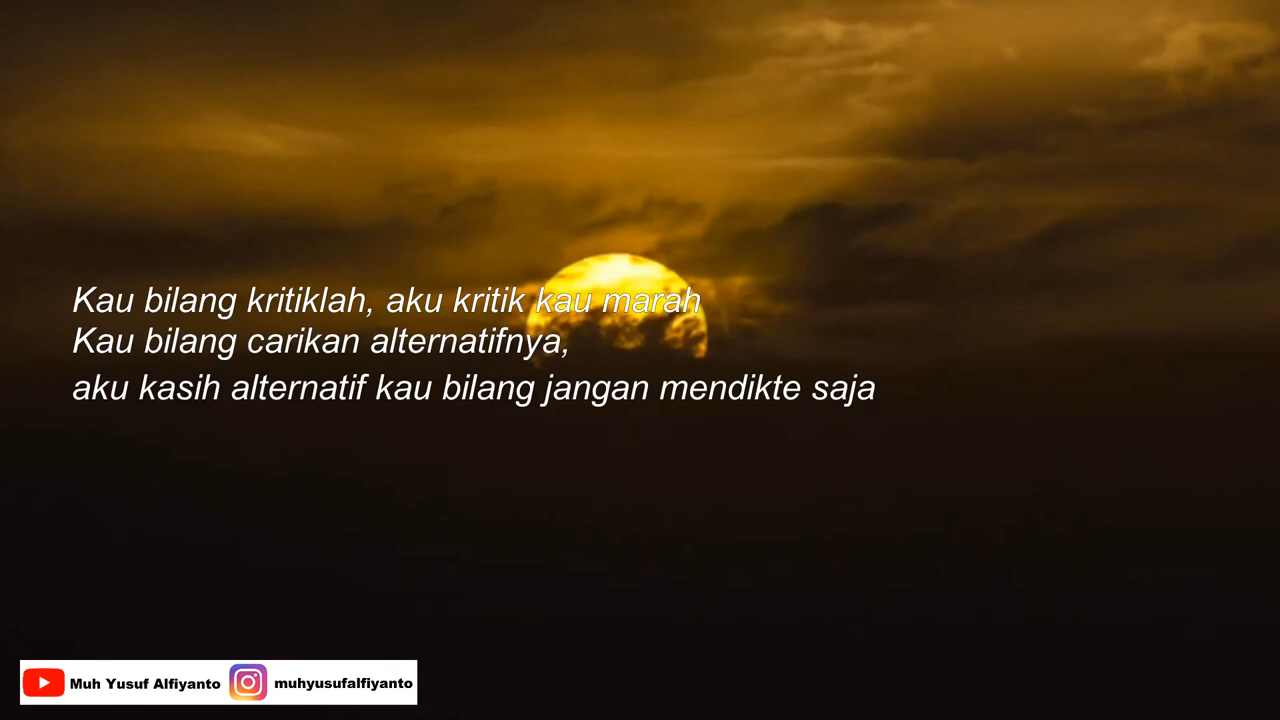 Kau bilang kritiklah, aku kritik kau marah
Kau bilang carikan alternatifnya,
aku kasih alternatif kau bilang jangan mendikte saja
Muh Yusuf Alfiyanto muhyusufalfiyanto